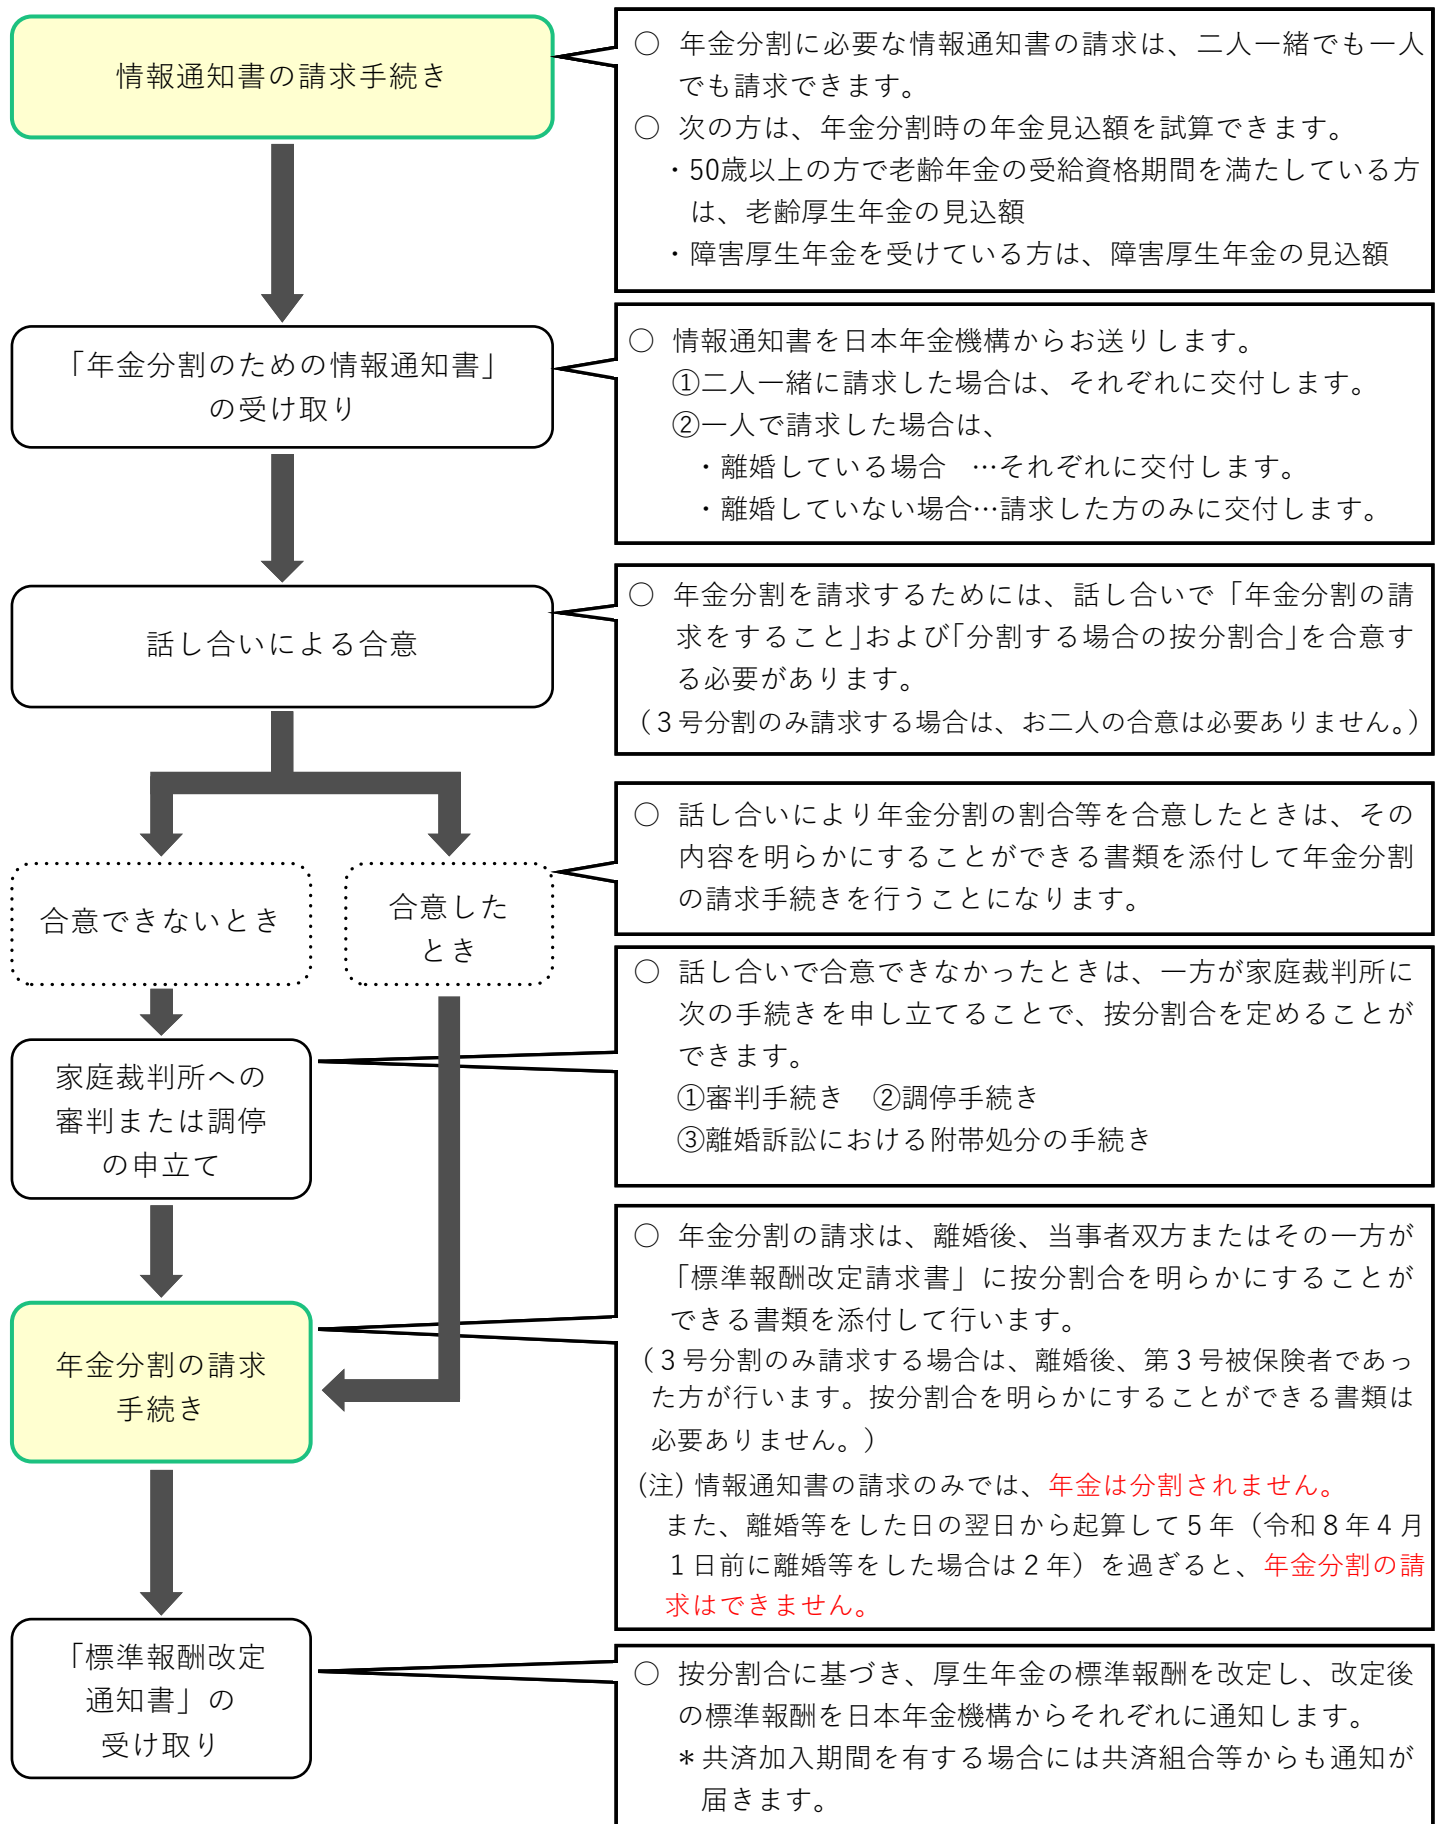 情報通知書の請求手続き
○ 年金分割に必要な情報通知書の請求は、二人一緒でも一人
でも請求できます。
○ 次の方は、年金分割時の年金見込額を試算できます。
・50歳以上の方で老齢年金の受給資格期間を満たしている方
は、老齢厚生年金の見込額
・障害厚生年金を受けている方は、障害厚生年金の見込額
「年金分割のための情報通知書」
の受け取り
○ 情報通知書を日本年金機構からお送りします。
①二人一緒に請求した場合は、それぞれに交付します。
②一人で請求した場合は、
・離婚している場合 …それぞれに交付します。
・離婚していない場合…請求した方のみに交付します。
話し合いによる合意
○ 年金分割を請求するためには、話し合いで「年金分割の請
求をすること」および「分割する場合の按分割合」を合意す
る必要があります。
（３号分割のみ請求する場合は、お二人の合意は必要ありません。）
合意できないとき
合意した
とき
○ 話し合いにより年金分割の割合等を合意したときは、その
内容を明らかにすることができる書類を添付して年金分割
の請求手続きを行うことになります。
家庭裁判所への
審判または調停
の申立て
○ 話し合いで合意できなかったときは、一方が家庭裁判所に
次の手続きを申し立てることで、按分割合を定めることが
できます。
①審判手続き ②調停手続き
③離婚訴訟における附帯処分の手続き
年金分割の請求
手続き
○ 年金分割の請求は、離婚後、当事者双方またはその一方が
「標準報酬改定請求書」に按分割合を明らかにすることが
できる書類を添付して行います。
（３号分割のみ請求する場合は、離婚後、第３号被保険者であっ
た方が行います。按分割合を明らかにすることができる書類は
必要ありません。）
(注) 情報通知書の請求のみでは、年金は分割されません。
また、離婚等をした日の翌日から起算して５年（令和８年４月
１日前に離婚等をした場合は２年）を過ぎると、年金分割の請
求はできません。
「標準報酬改定
通知書」の
受け取り
○ 按分割合に基づき、厚生年金の標準報酬を改定し、改定後
の標準報酬を日本年金機構からそれぞれに通知します。
＊共済加入期間を有する場合には共済組合等からも通知が
届きます。